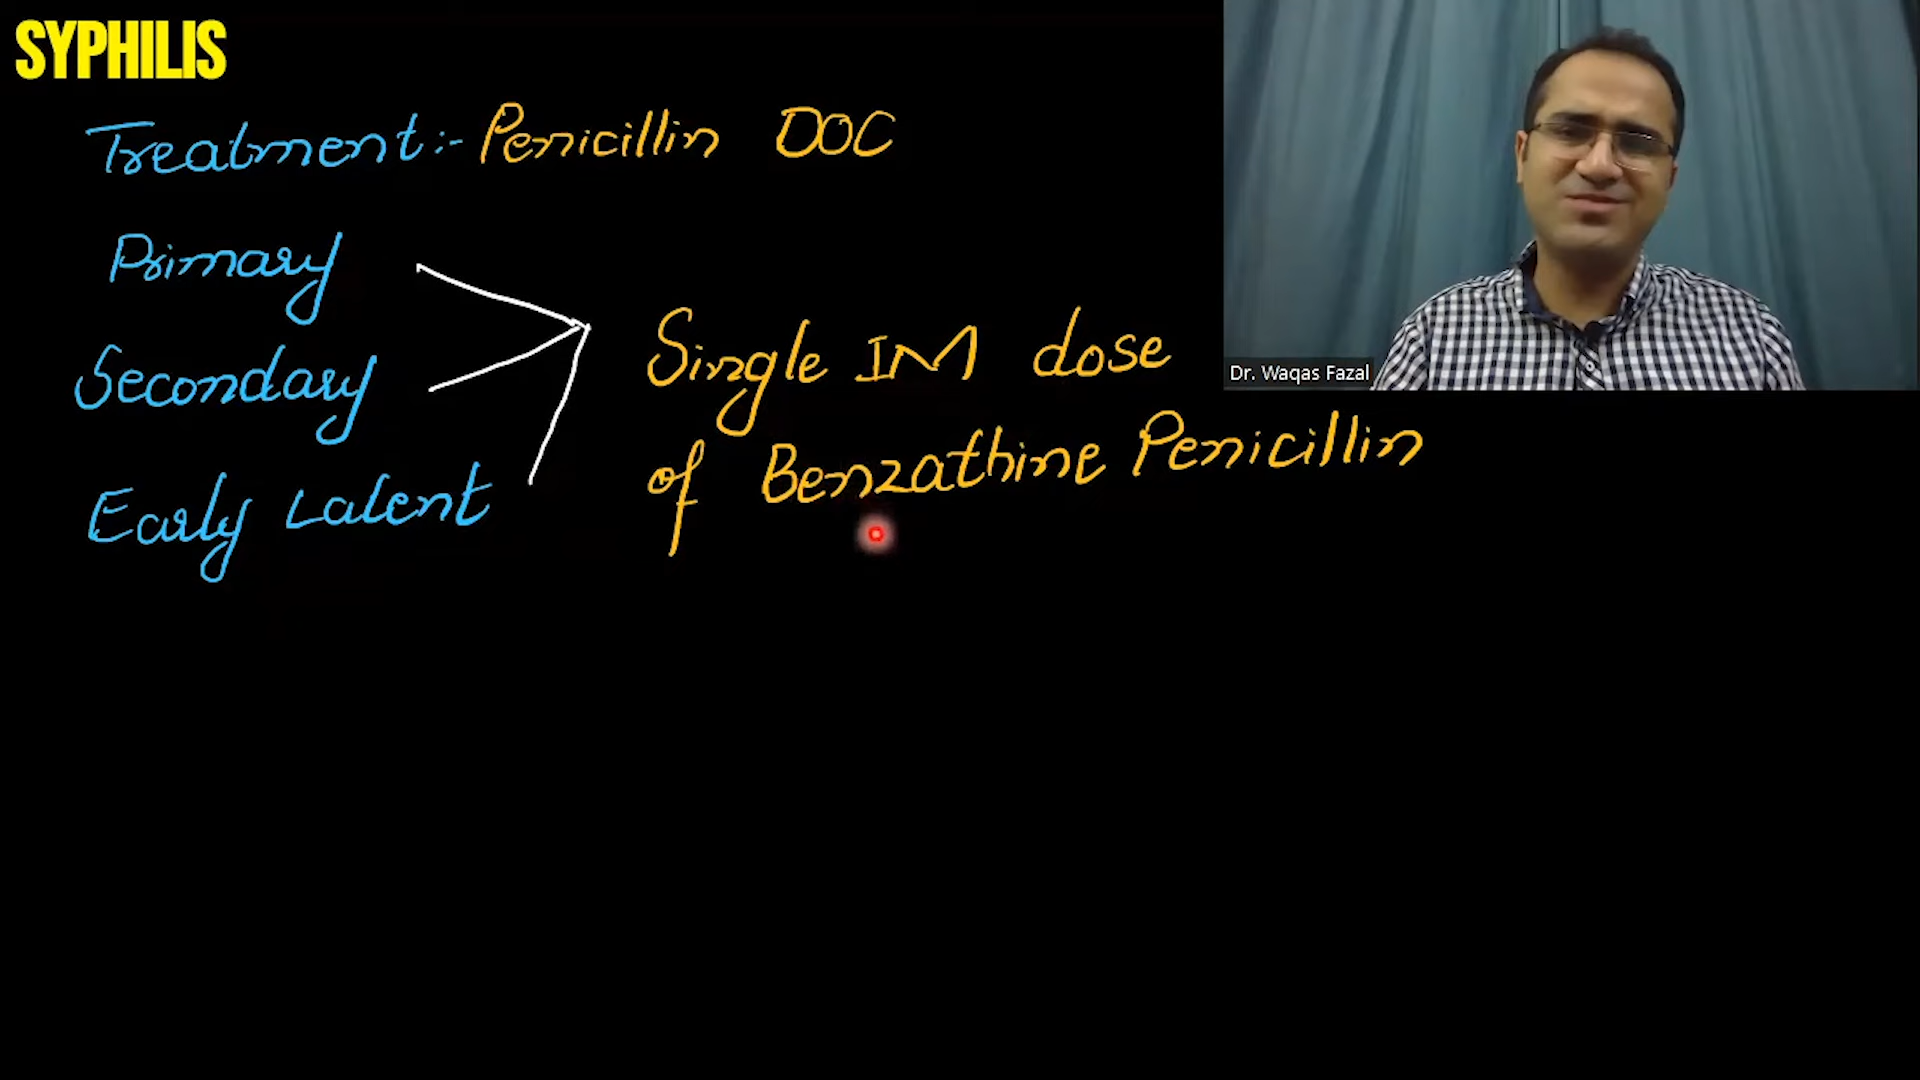 SYPHILIS
Treatment:- Penicillin DOC
Primary
Secondary
Early Latent
Single IM dose
of Benzathine Penicillin
Dr. Waqas Fazal